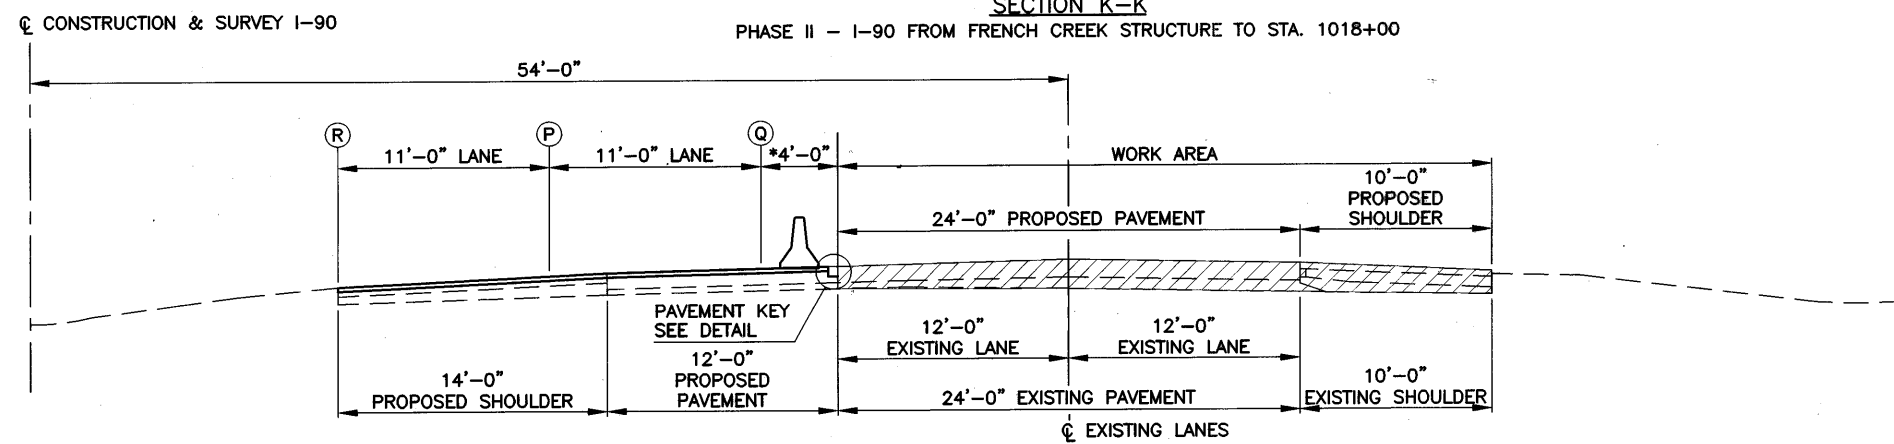 SECTION K-K
℄ CONSTRUCTION & SURVEY I-90
PHASE II - I-90 FROM FRENCH CREEK STRUCTURE TO STA. 1018+00
54'-0"
R
P
Q
11'-0" LANE
11'-0" LANE
*4'-0"
WORK AREA
10'-0"
PROPOSED
SHOULDER
24'-0" PROPOSED PAVEMENT
PAVEMENT KEY
SEE DETAIL
12'-0"
EXISTING LANE
12'-0"
EXISTING LANE
14'-0"
PROPOSED SHOULDER
12'-0"
PROPOSED
PAVEMENT
24'-0" EXISTING PAVEMENT
10'-0"
EXISTING SHOULDER
℄ EXISTING LANES